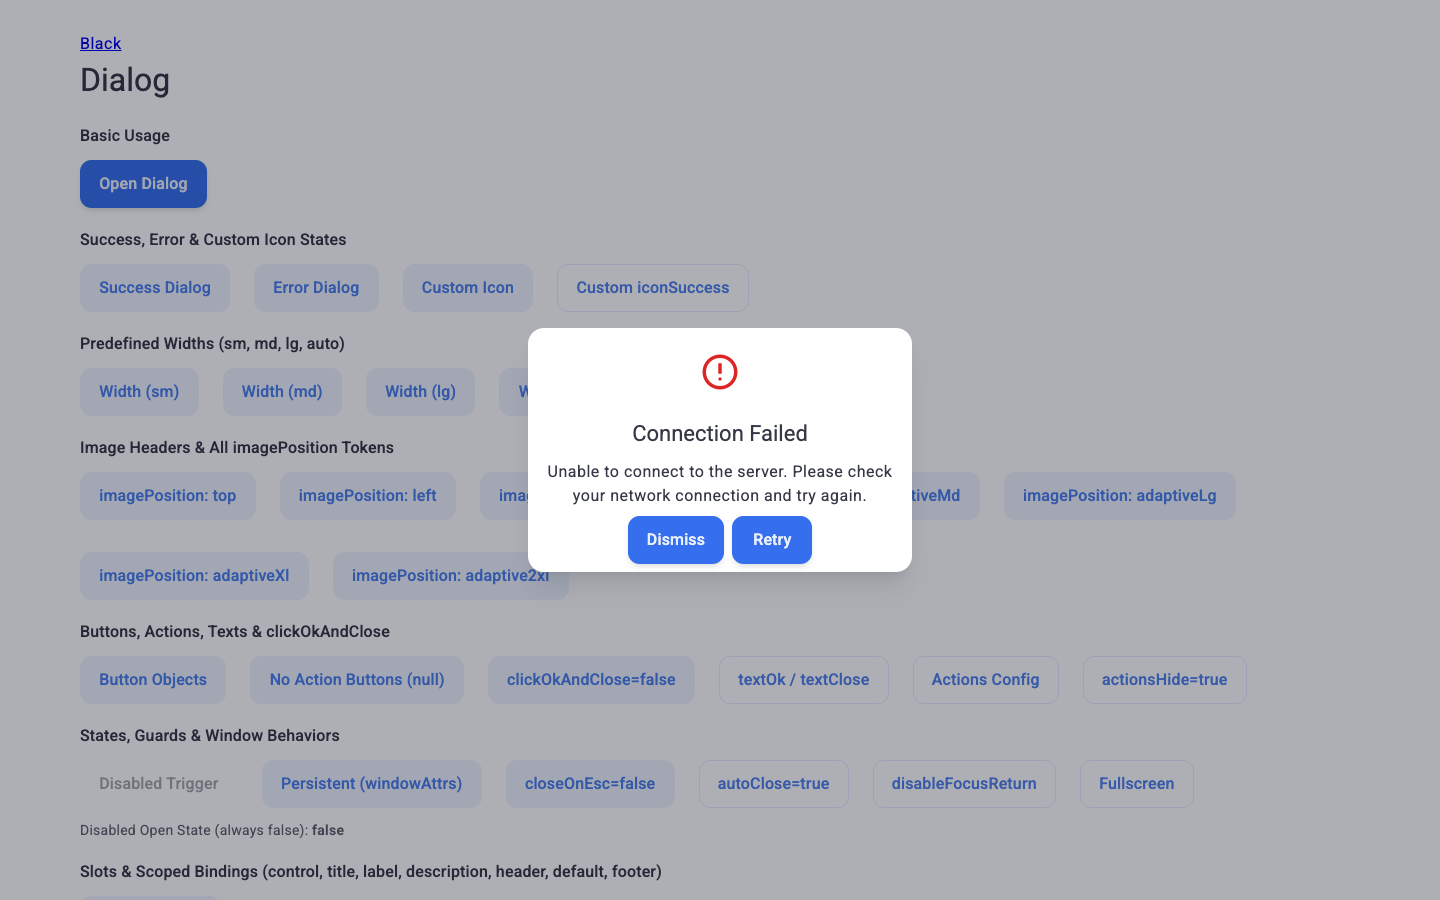 Black
Dialog
Basic Usage
Open Dialog
Success, Error & Custom Icon States
Success Dialog
Error Dialog
Custom Icon
Custom iconSuccess
Predefined Widths (sm, md, lg, auto)
Width (sm)
Width (md)
Width (lg)
Image Headers & All imagePosition Tokens
imagePosition: top
imagePosition: left
imagePosition: adaptiveLg
imagePosition: adaptiveXl
imagePosition: adaptive2xl
Connection Failed
Unable to connect to the server. Please check
your network connection and try again.
Dismiss
Retry
Buttons, Actions, Texts & clickOkAndClose
Button Objects
No Action Buttons (null)
clickOkAndClose=false
textOk / textClose
Actions Config
actionsHide=true
States, Guards & Window Behaviors
Disabled Trigger
Persistent (windowAttrs)
closeOnEsc=false
autoClose=true
disableFocusReturn
Fullscreen
Disabled Open State (always false): false
Slots & Scoped Bindings (control, title, label, description, header, default, footer)